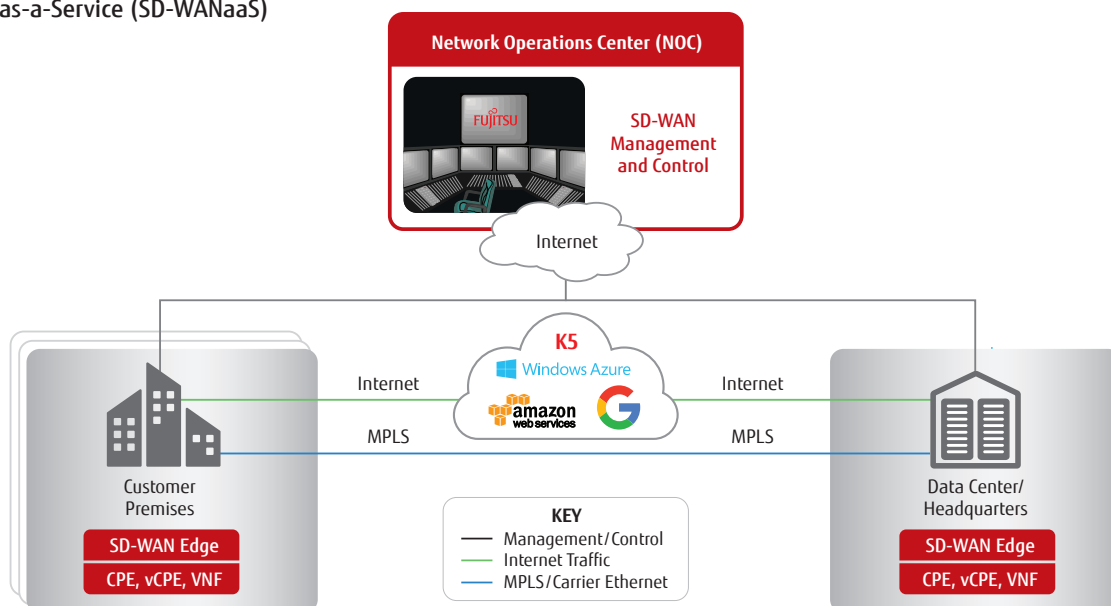 as-a-Service (SD-WANaaS)
Network Operations Center (NOC)
FUJITSU
SD-WAN
Management
and Control
Internet
K5
Windows Azure
amazon
web services
G
Internet
Internet
MPLS
MPLS
Customer
Premises
SD-WAN Edge
CPE, vCPE, VNF
KEY
Management/Control
Internet Traffic
MPLS/Carrier Ethernet
Data Center/
Headquarters
SD-WAN Edge
CPE, vCPE, VNF